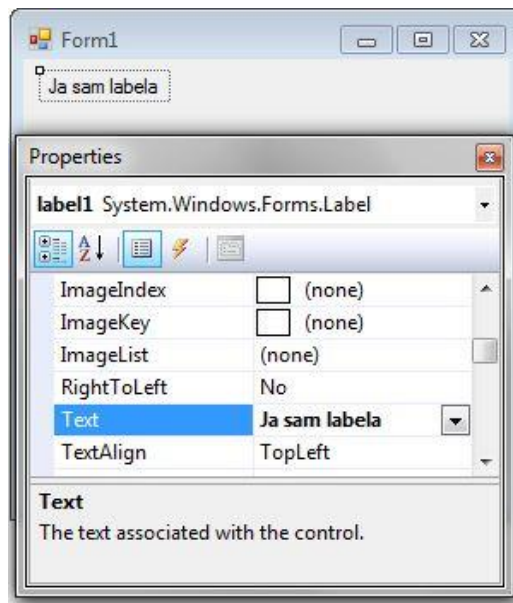 Form1
Ja sam labela
Properties
label1 System.Windows.Forms.Label
A
Z
ImageIndex (none)
ImageKey (none)
ImageList (none)
RightToLeft No
Text Ja sam labela
TextAlign TopLeft
Text
The text associated with the control.